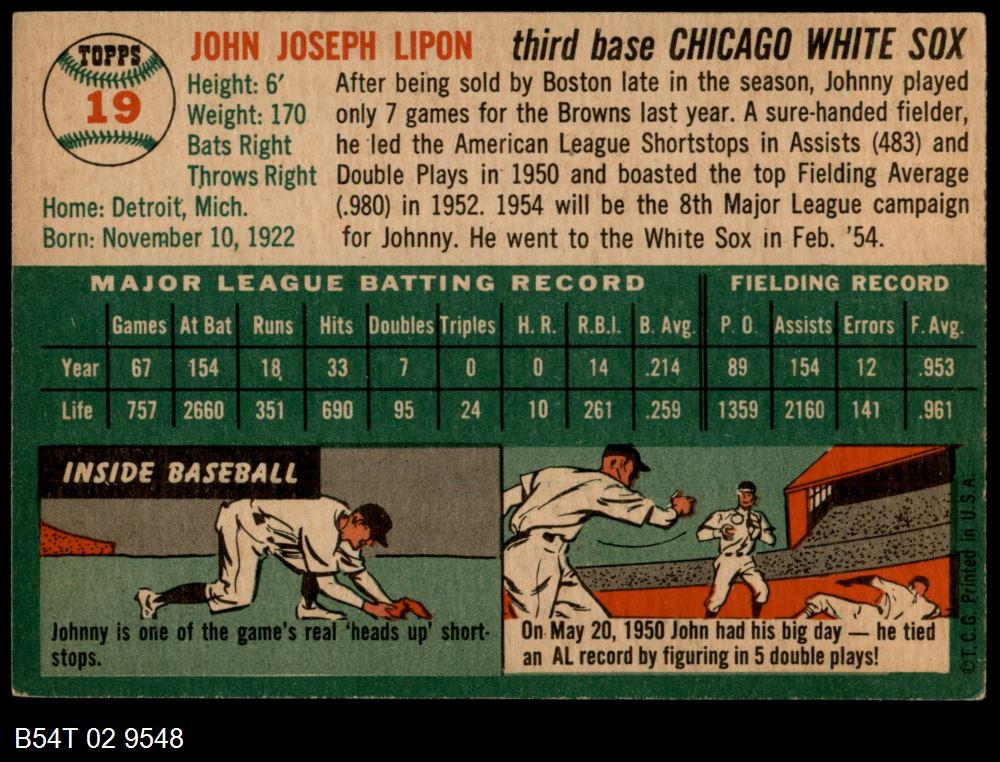 TOPPS
19
JOHN JOSEPH LIPON third base CHICAGO WHITE SOX
Height: 6'
Weight: 170
Bats Right
Throws Right
Home: Detroit, Mich.
Born: November 10, 1922
After being sold by Boston late in the season, Johnny played
only 7 games for the Browns last year. A sure-handed fielder,
he led the American League Shortstops in Assists (483) and
Double Plays in 1950 and boasted the top Fielding Average
(.980) in 1952. 1954 will be the 8th Major League campaign
for Johnny. He went to the White Sox in Feb. '54.
MAJOR LEAGUE BATTING RECORD FIELDING RECORD
Games At Bat Runs Hits Doubles Triples H. R. R.B.I. B. Avg. P. O. Assists Errors F. Avg.
Year 67 154 18 33 7 0 0 14 .214 89 154 12 .953
Life 757 2660 351 690 95 24 10 261 .259 1359 2160 141 .961
INSIDE BASEBALL
Johnny is one of the game's real 'heads up' short-
stops.
On May 20, 1950 John had his big day — he tied
an AL record by figuring in 5 double plays!
©T.C.G. Printed in U.S.A.
B54T 02 9548